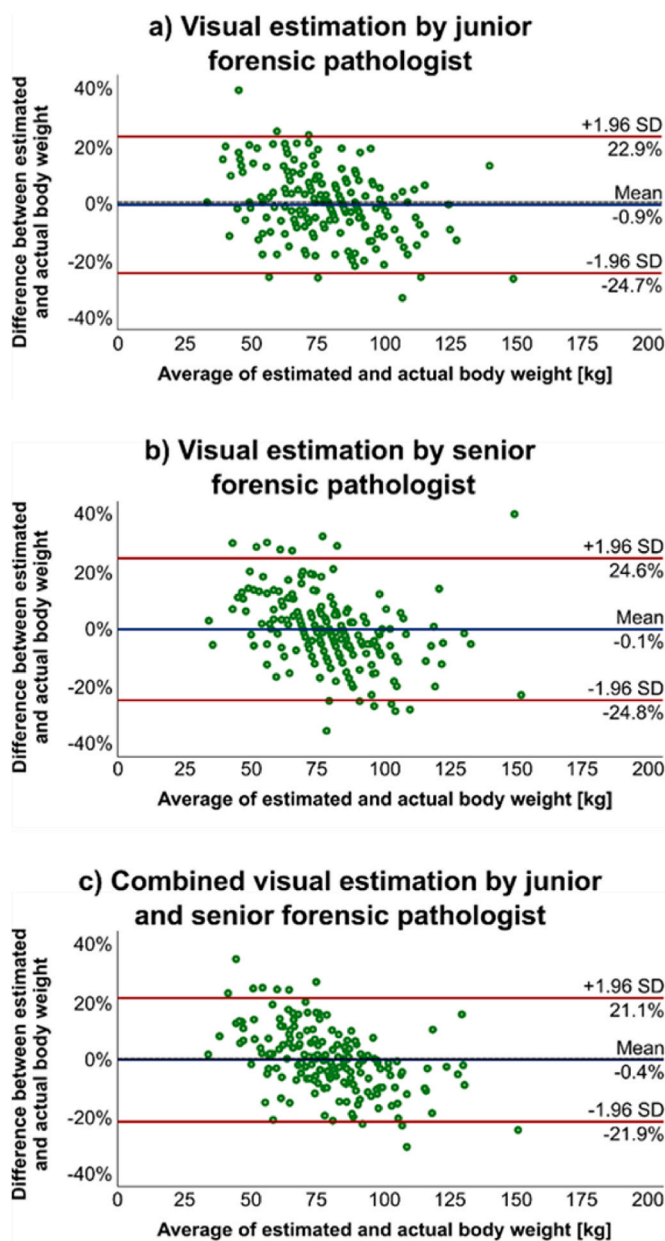 a) Visual estimation by junior
forensic pathologist
Difference between estimated
and actual body weight
40%
20%
0%
-20%
-40%
+1.96 SD
22.9%
Mean
-0.9%
-1.96 SD
-24.7%
0 25 50 75 100 125 150 175 200
Average of estimated and actual body weight [kg]
b) Visual estimation by senior
forensic pathologist
Difference between estimated
and actual body weight
40%
20%
0%
-20%
-40%
+1.96 SD
24.6%
Mean
-0.1%
-1.96 SD
-24.8%
0 25 50 75 100 125 150 175 200
Average of estimated and actual body weight [kg]
c) Combined visual estimation by junior
and senior forensic pathologist
Difference between estimated
and actual body weight
40%
20%
0%
-20%
-40%
+1.96 SD
21.1%
Mean
-0.4%
-1.96 SD
-21.9%
0 25 50 75 100 125 150 175 200
Average of estimated and actual body weight [kg]